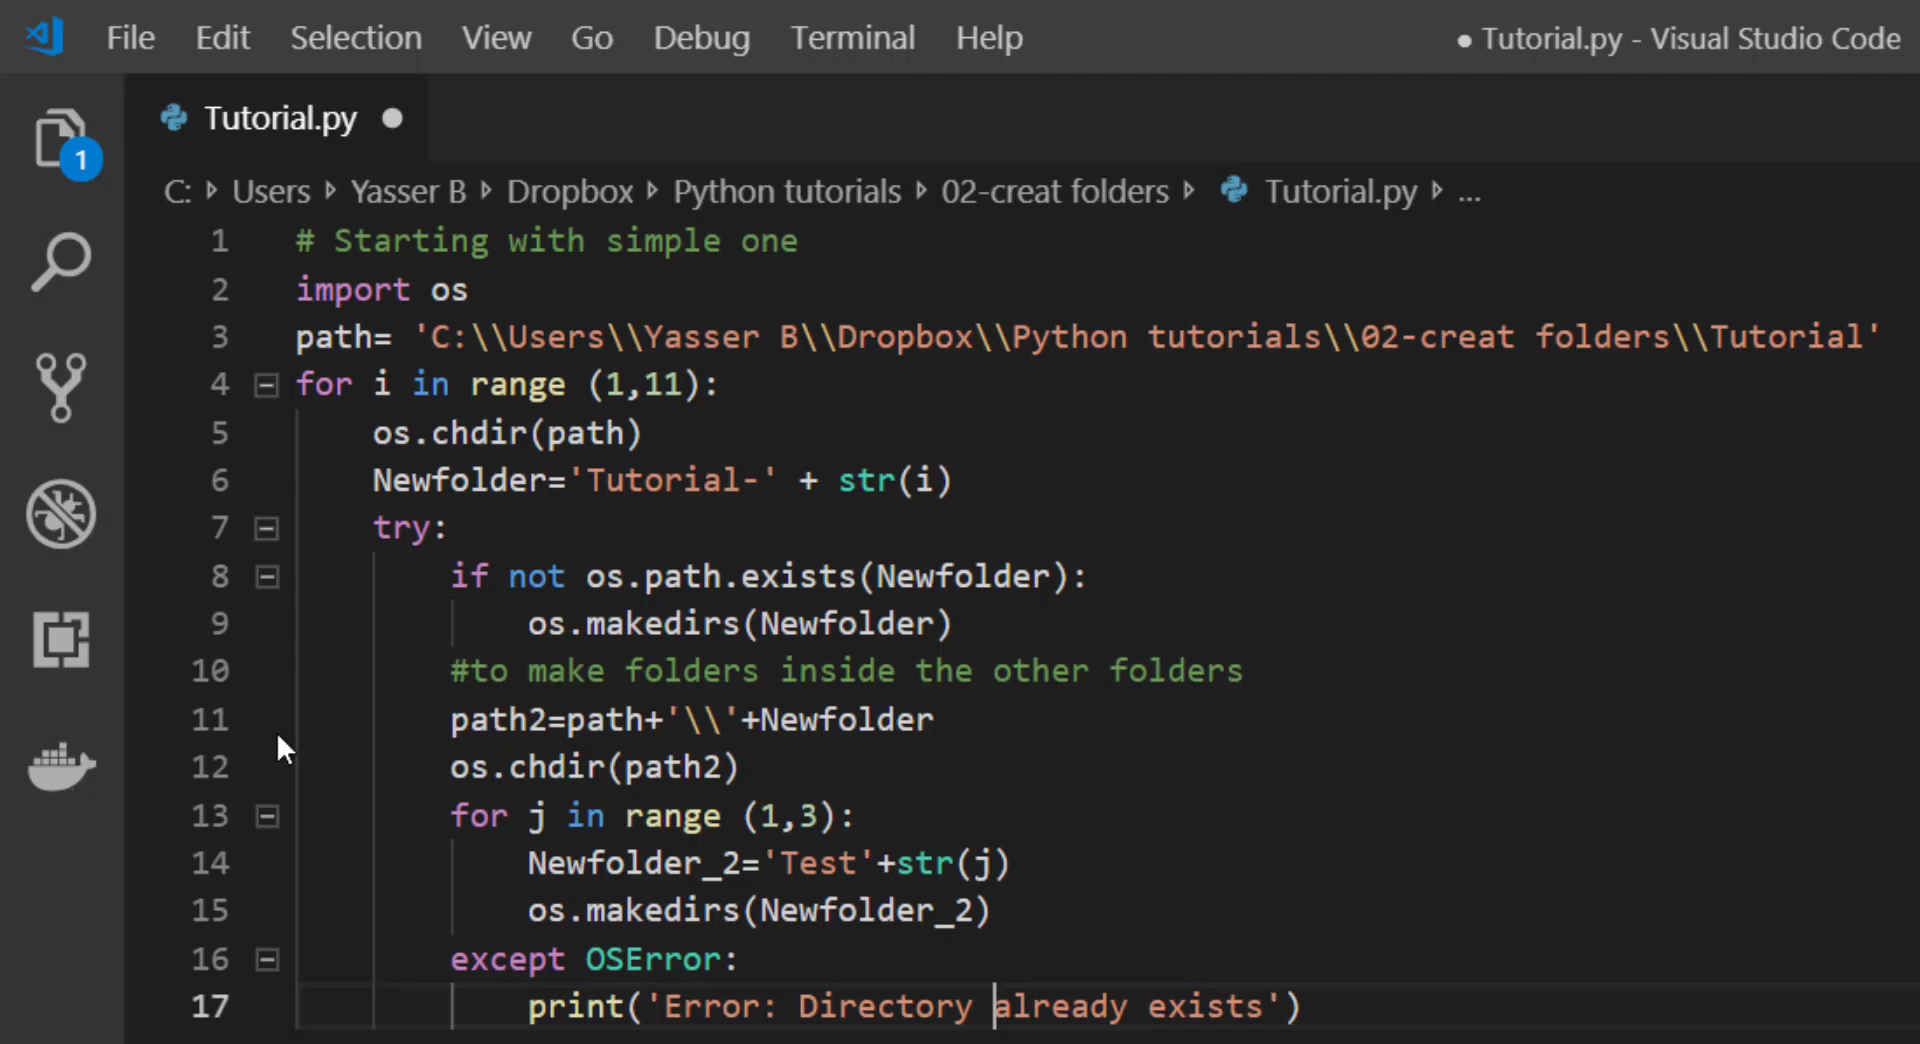 File Edit Selection View Go Debug Terminal Help ● Tutorial.py - Visual Studio Code
Tutorial.py ●
1
C: Users Yasser B Dropbox Python tutorials 02-creat folders Tutorial.py ...
1 # Starting with simple one
2 import os
3 path= 'C:\\Users\\Yasser B\\Dropbox\\Python tutorials\\02-creat folders\\Tutorial'
4 for i in range (1,11):
5     os.chdir(path)
6     Newfolder='Tutorial-' + str(i)
7     try:
8         if not os.path.exists(Newfolder):
9             os.makedirs(Newfolder)
10         #to make folders inside the other folders
11         path2=path+'\\'+Newfolder
12         os.chdir(path2)
13         for j in range (1,3):
14             Newfolder_2='Test'+str(j)
15             os.makedirs(Newfolder_2)
16         except OSError:
17             print('Error: Directory already exists')